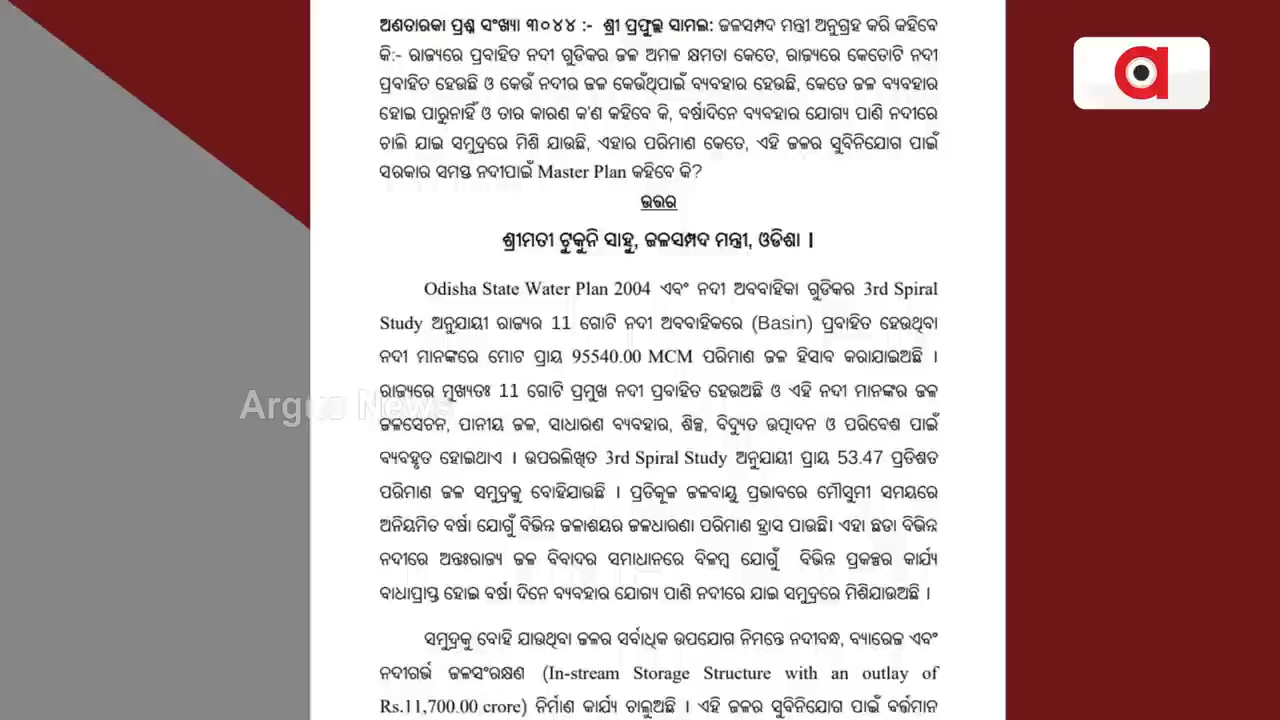 ଅଣତାରକା ପ୍ରଶ୍ନ ସଂଖ୍ୟା ୩୦୪୪ :- ଶ୍ରୀ ପ୍ରଫୁଲ୍ଲ ସାମଲ: ଜଳସମ୍ପଦ ମନ୍ତ୍ରୀ ଅନୁଗ୍ରହ କରି କହିବେ
କି:- ରାଜ୍ୟରେ ପ୍ରବାହିତ ନଦୀ ଗୁଡିକର ଜଳ ଅମଳ କ୍ଷମତା କେତେ, ରାଜ୍ୟରେ କେତୋଟି ନଦୀ
ପ୍ରବାହିତ ହେଉଛି ଓ କେଉଁ ନଦୀର ଜଳ କେଉଁଥିପାଇଁ ବ୍ୟବହାର ହେଉଛି, କେତେ ଜଳ ବ୍ୟବହାର
ହୋଇ ପାରୁନାହିଁ ଓ ତାର କାରଣ କ'ଣ କହିବେ କି, ବର୍ଷାଦିନେ ବ୍ୟବହାର ଯୋଗ୍ୟ ପାଣି ନଦୀରେ
ଚାଲି ଯାଇ ସମୁଦ୍ରରେ ମିଶି ଯାଉଛି, ଏହାର ପରିମାଣ କେତେ, ଏହି ଜଳର ସୁବିନିଯୋଗ ପାଇଁ
ସରକାର ସମସ୍ତ ନଦୀପାଇଁ Master Plan କହିବେ କି?
ଉତ୍ତର
ଶ୍ରୀମତୀ ଟୁକୁନି ସାହୁ, ଜଳସମ୍ପଦ ମନ୍ତ୍ରୀ, ଓଡିଶା ।
Odisha State Water Plan 2004 ଏବଂ ନଦୀ ଅବବାହିକା ଗୁଡିକର 3rd Spiral
Study ଅନୁଯାୟୀ ରାଜ୍ୟର 11 ଗୋଟି ନଦୀ ଅବବାହିକରେ (Basin) ପ୍ରବାହିତ ହେଉଥିବା
ନଦୀ ମାନଙ୍କରେ ମୋଟ ପ୍ରାୟ 95540.00 MCM ପରିମାଣ ଜଳ ହିସାବ କରାଯାଇଅଛି ।
ରାଜ୍ୟରେ ମୁଖ୍ୟତଃ 11 ଗୋଟି ପ୍ରମୁଖ ନଦୀ ପ୍ରବାହିତ ହେଉଅଛି ଓ ଏହି ନଦୀ ମାନଙ୍କର ଜଳ
Argus News
ଜଳସେଚନ, ପାନୀୟ ଜଳ, ସାଧାରଣ ବ୍ୟବହାର, ଶିଳ୍ପ, ବିଦ୍ୟୁତ ଉତ୍ପାଦନ ଓ ପରିବେଶ ପାଇଁ
ବ୍ୟବହୃତ ହୋଇଥାଏ । ଉପରଲିଖିତ 3rd Spiral Study ଅନୁଯାୟୀ ପ୍ରାୟ 53.47 ପ୍ରତିଶତ
ପରିମାଣ ଜଳ ସମୁଦ୍ରକୁ ବୋହିଯାଉଛି । ପ୍ରତିକୂଳ ଜଳବାୟୁ ପ୍ରଭାବରେ ମୌସୁମୀ ସମୟରେ
ଅନିୟମିତ ବର୍ଷା ଯୋଗୁଁ ବିଭିନ୍ନ ଜଳାଶୟର ଜଳଧାରଣା ପରିମାଣ ହ୍ରାସ ପାଉଛି। ଏହା ଛଡା ବିଭିନ୍ନ
ନଦୀରେ ଅନ୍ତଃରାଜ୍ୟ ଜଳ ବିବାଦର ସମାଧାନରେ ବିଳମ୍ବ ଯୋଗୁଁ ବିଭିନ୍ନ ପ୍ରକଳ୍ପର କାର୍ଯ୍ୟ
ବାଧାପ୍ରାପ୍ତ ହୋଇ ବର୍ଷା ଦିନେ ବ୍ୟବହାର ଯୋଗ୍ୟ ପାଣି ନଦୀରେ ଯାଇ ସମୁଦ୍ରରେ ମିଶିଯାଉଅଛି ।
ସମୁଦ୍ରକୁ ବୋହି ଯାଉଥିବା ଜଳର ସର୍ବାଧିକ ଉପଯୋଗ ନିମନ୍ତେ ନଦୀବନ୍ଧ, ବ୍ୟାରେଜ ଏବଂ
ନଦୀଗର୍ଭ ଜଳସଂରକ୍ଷଣ (In-stream Storage Structure with an outlay of
Rs.11,700.00 crore) ନିର୍ମାଣ କାର୍ଯ୍ୟ ଚାଲୁଅଛି । ଏହି ଜଳର ସୁବିନିଯୋଗ ପାଇଁ ବର୍ତ୍ତମାନ